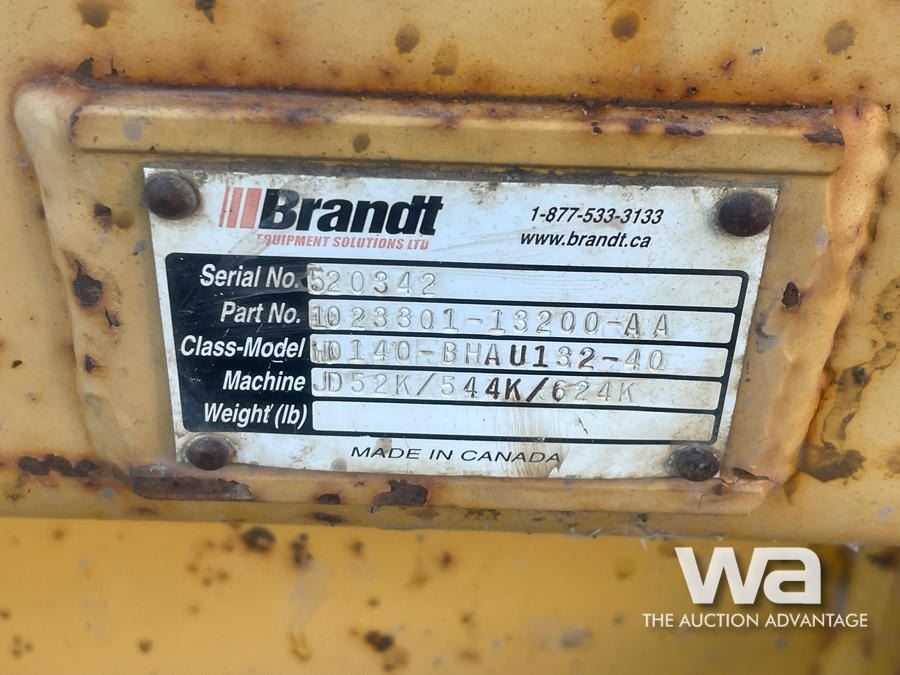 Brandt
EQUIPMENT SOLUTIONS LTD
1-877-533-3133
www.brandt.ca
Serial No. 520342
Part No. 1023301-13200-AA
Class-Model WD140-BHAU132-40
Machine JD52K/544K/624K
Weight (lb)
MADE IN CANADA
wa
THE AUCTION ADVANTAGE